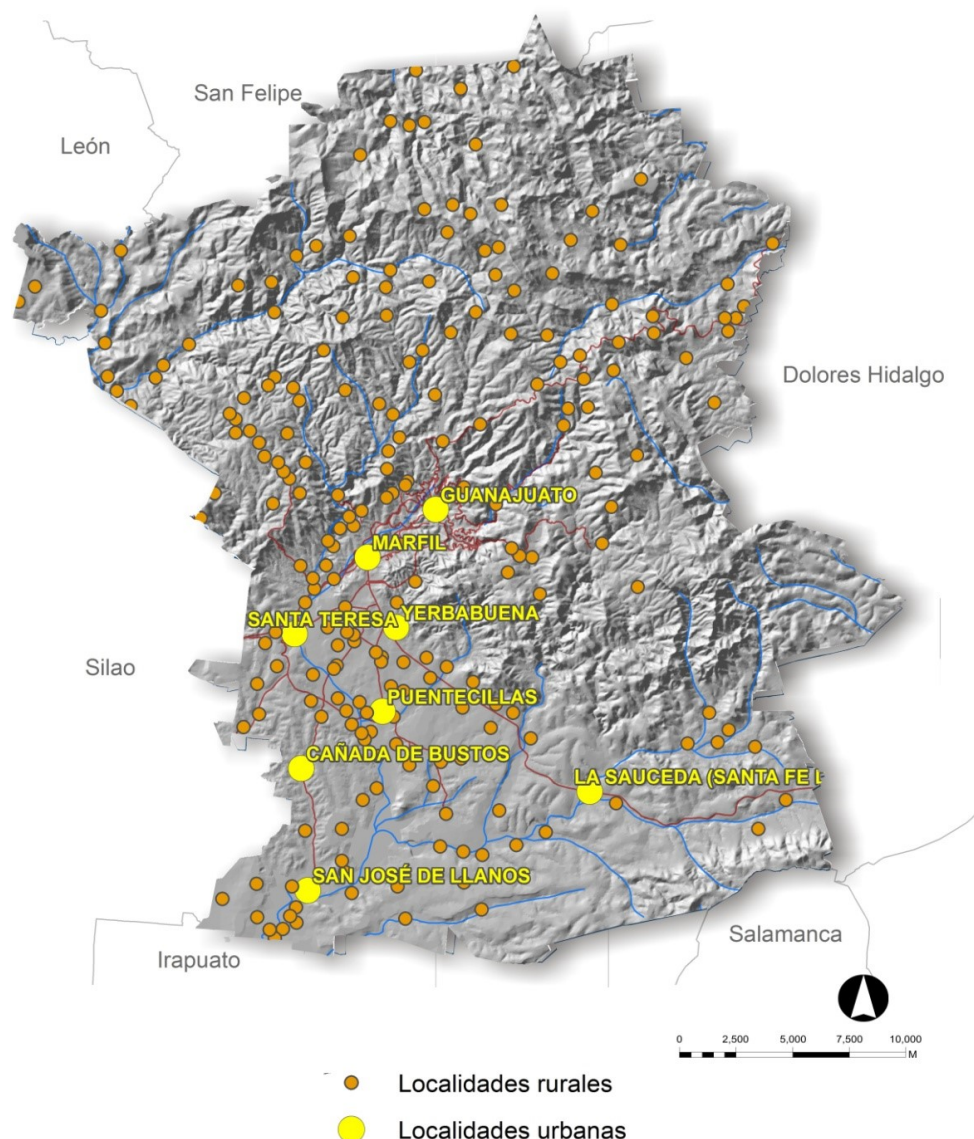 San Felipe
León
Dolores Hidalgo
GUANAJUATO
MARFIL
SANTA TERESA
YERBABUENA
Silao
PUENTECILLAS
CAÑADA DE BUSTOS
LA SAUCEDA (SANTA FE L
SAN JOSÉ DE LLANOS
Salamanca
Irapuato
0 2,500 5,000 7,500 10,000
M
Localidades rurales
Localidades urbanas